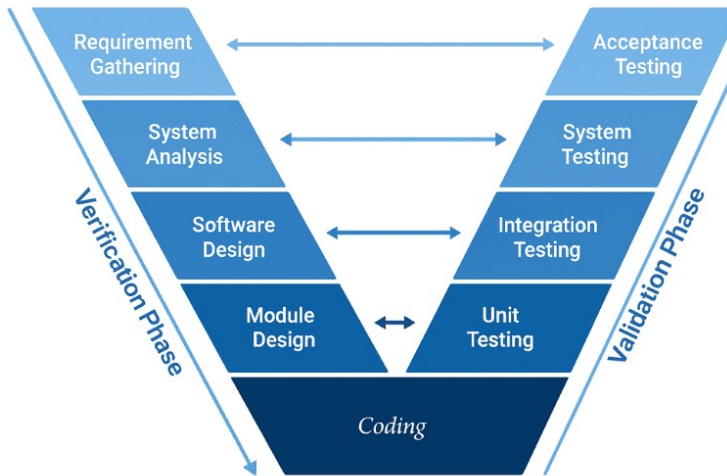 Requirement
Gathering
Acceptance
Testing
System
Analysis
System
Testing
Software
Design
Integration
Testing
Module
Design
Unit
Testing
Coding
Verification Phase
Validation Phase